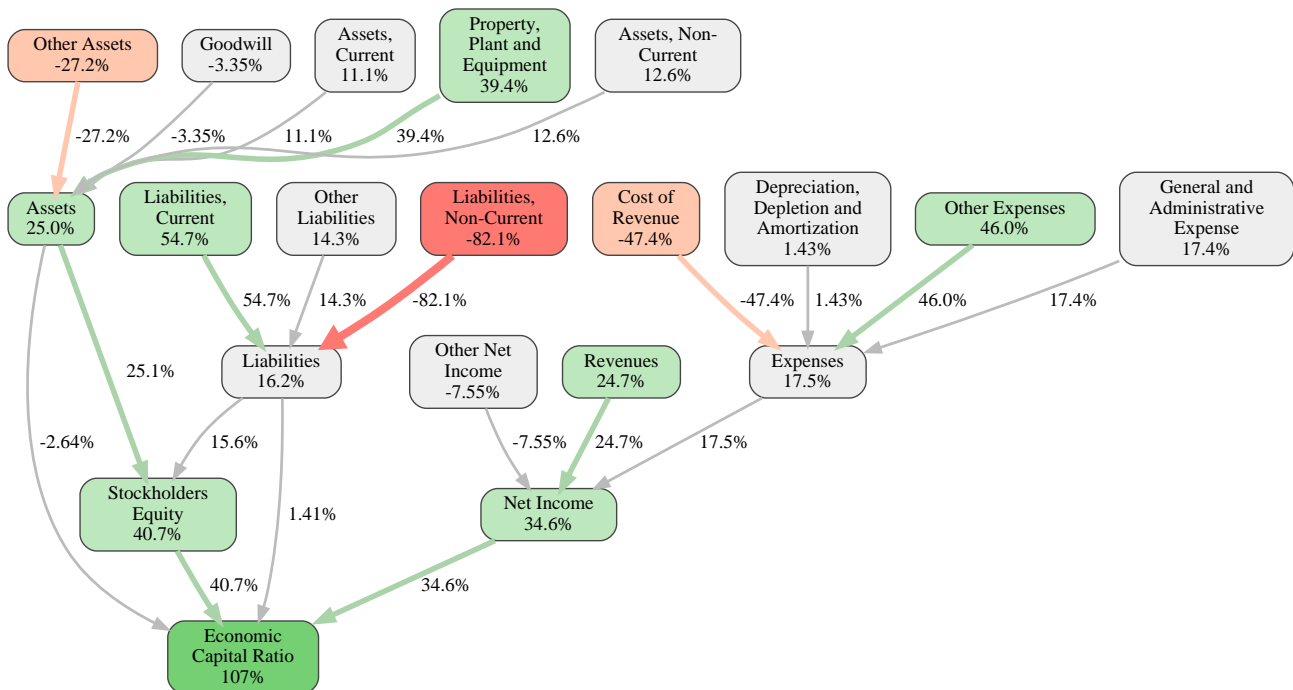 Other Assets
-27.2%
Goodwill
-3.35%
Assets,
Current
11.1%
Property,
Plant and
Equipment
39.4%
Assets, Non-
Current
12.6%
-27.2%
-3.35%
11.1%
39.4%
12.6%
Assets
25.0%
Liabilities,
Current
54.7%
Other
Liabilities
14.3%
Liabilities,
Non-Current
-82.1%
Cost of
Revenue
-47.4%
Depreciation,
Depletion and
Amortization
1.43%
Other Expenses
46.0%
General and
Administrative
Expense
17.4%
54.7%
14.3%
-82.1%
-47.4%
1.43%
46.0%
17.4%
Liabilities
16.2%
Other Net
Income
-7.55%
Revenues
24.7%
Expenses
17.5%
25.1%
-2.64%
15.6%
-7.55%
24.7%
17.5%
Stockholders
Equity
40.7%
1.41%
Net Income
34.6%
40.7%
34.6%
Economic
Capital Ratio
107%